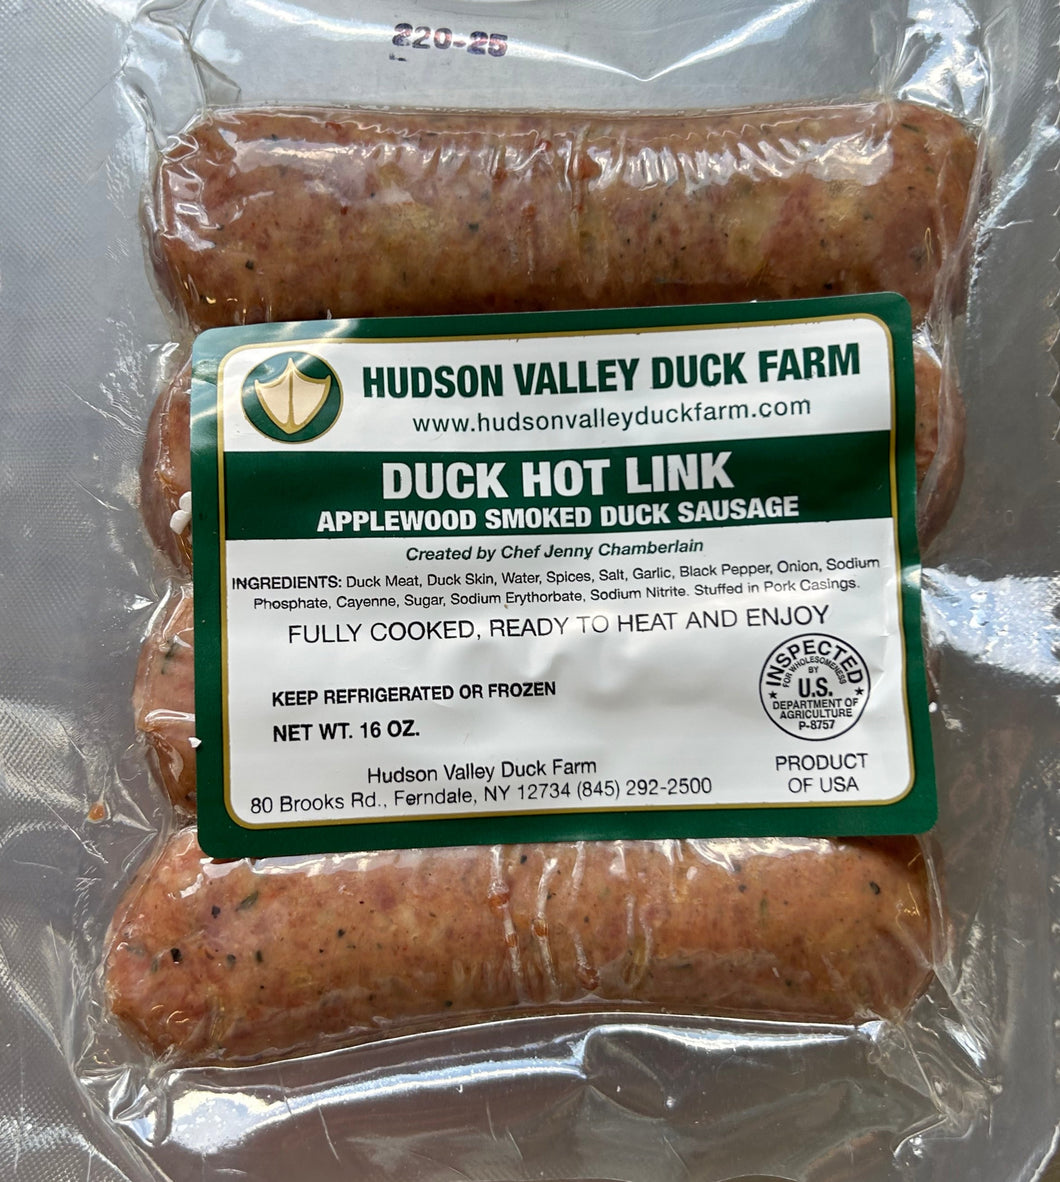 220-25
HUDSON VALLEY DUCK FARM
www.hudsonvalleyduckfarm.com
DUCK HOT LINK
APPLEWOOD SMOKED DUCK SAUSAGE
Created by Chef Jenny Chamberlain
INGREDIENTS: Duck Meat, Duck Skin, Water, Spices, Salt, Garlic, Black Pepper, Onion, Sodium
Phosphate, Cayenne, Sugar, Sodium Erythorbate, Sodium Nitrite. Stuffed in Pork Casings.
FULLY COOKED, READY TO HEAT AND ENJOY
KEEP REFRIGERATED OR FROZEN
NET WT. 16 OZ.
INSPECTED
FOR WHOLESOMENESS
BY
U.S.
DEPARTMENT OF
AGRICULTURE
P-8757
PRODUCT
OF USA
Hudson Valley Duck Farm
80 Brooks Rd., Ferndale, NY 12734 (845) 292-2500